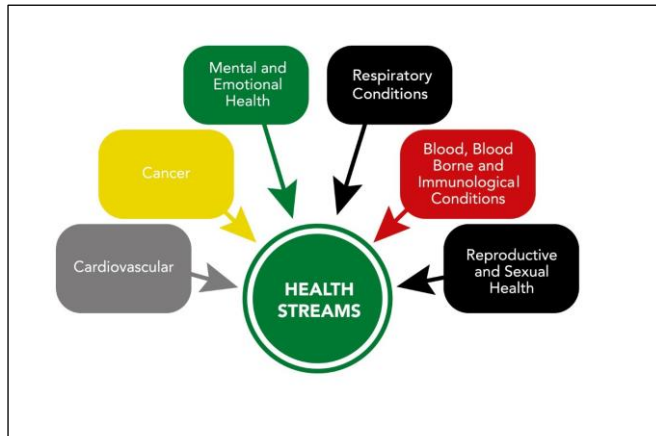 Mental and
Emotional
Health
Respiratory
Conditions
Cancer
Blood, Blood
Borne and
Immunological
Conditions
Cardiovascular
Reproductive
and Sexual
Health
HEALTH
STREAMS